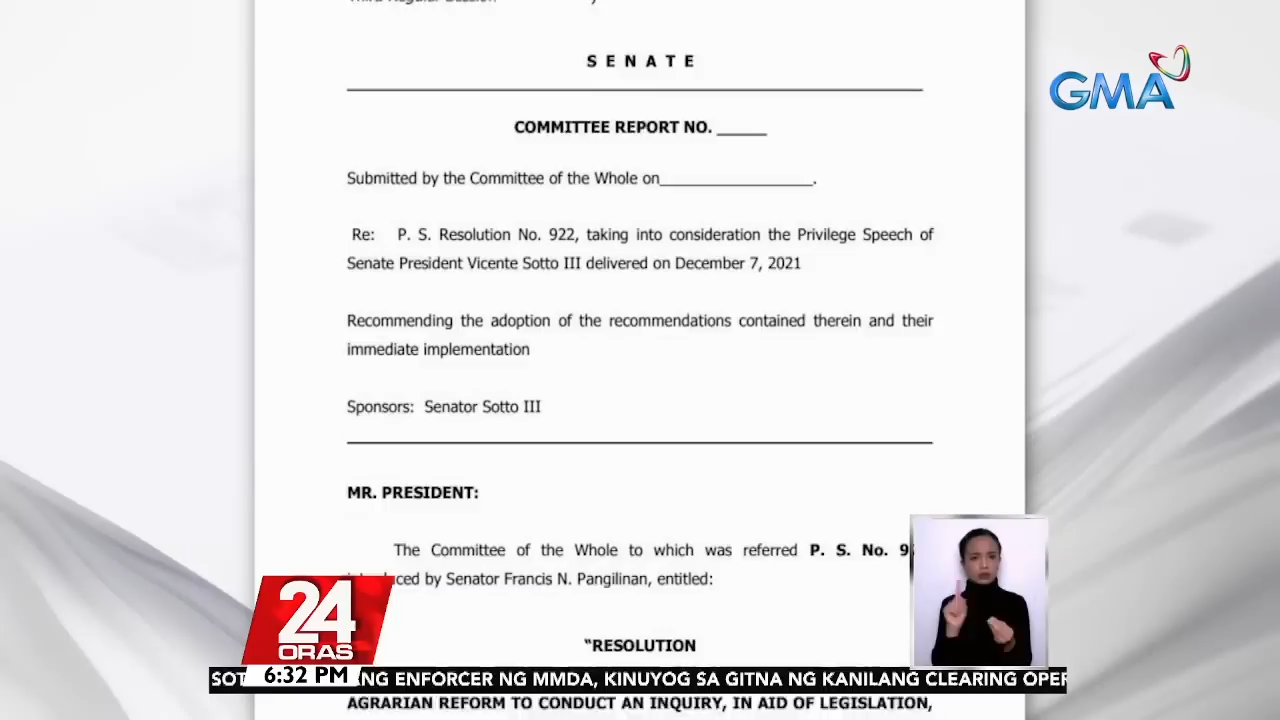 SENATE
GMA
COMMITTEE REPORT NO. _____
Submitted by the Committee of the Whole on__________________.
Re: P. S. Resolution No. 922, taking into consideration the Privilege Speech of
Senate President Vicente Sotto III delivered on December 7, 2021
Recommending the adoption of the recommendations contained therein and their
immediate implementation
Sponsors: Senator Sotto III
MR. PRESIDENT:
The Committee of the Whole to which was referred P. S. No.
by Senator Francis N. Pangilinan, entitled:
"RESOLUTION
24
ORAS
6:32 PM
ENFORCER NG MMDA, KINUYOG SA GITNA NG KANILANG CLEARING
AGRARIAN REFORM TO CONDUCT AN INQUIRY, IN AID OF LEGISLATION,